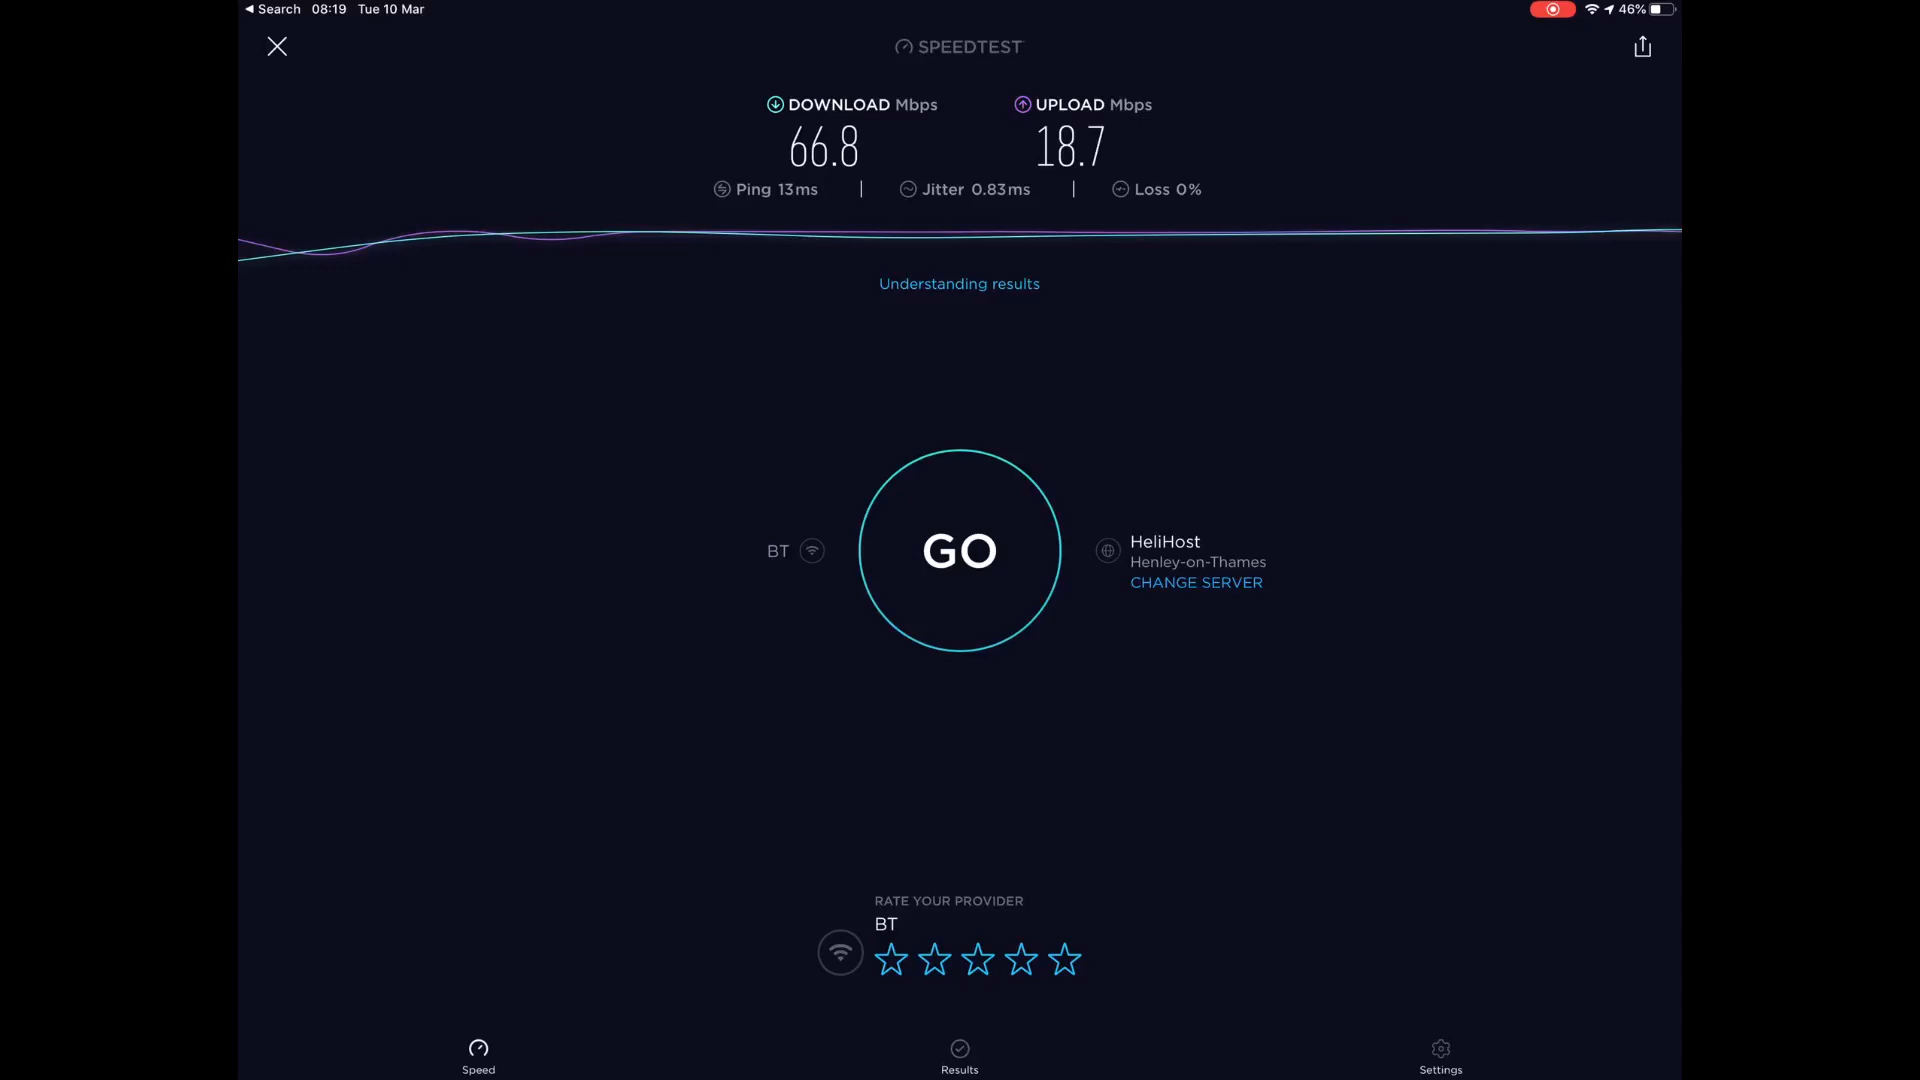 ◀ Search 08:19 Tue 10 Mar 46%
SPEEDTEST
DOWNLOAD Mbps UPLOAD Mbps
66.8 18.7
Ping 13ms | Jitter 0.83ms | Loss 0%
Understanding results
BT GO HeliHost
Henley-on-Thames
CHANGE SERVER
RATE YOUR PROVIDER
BT
Speed Results Settings